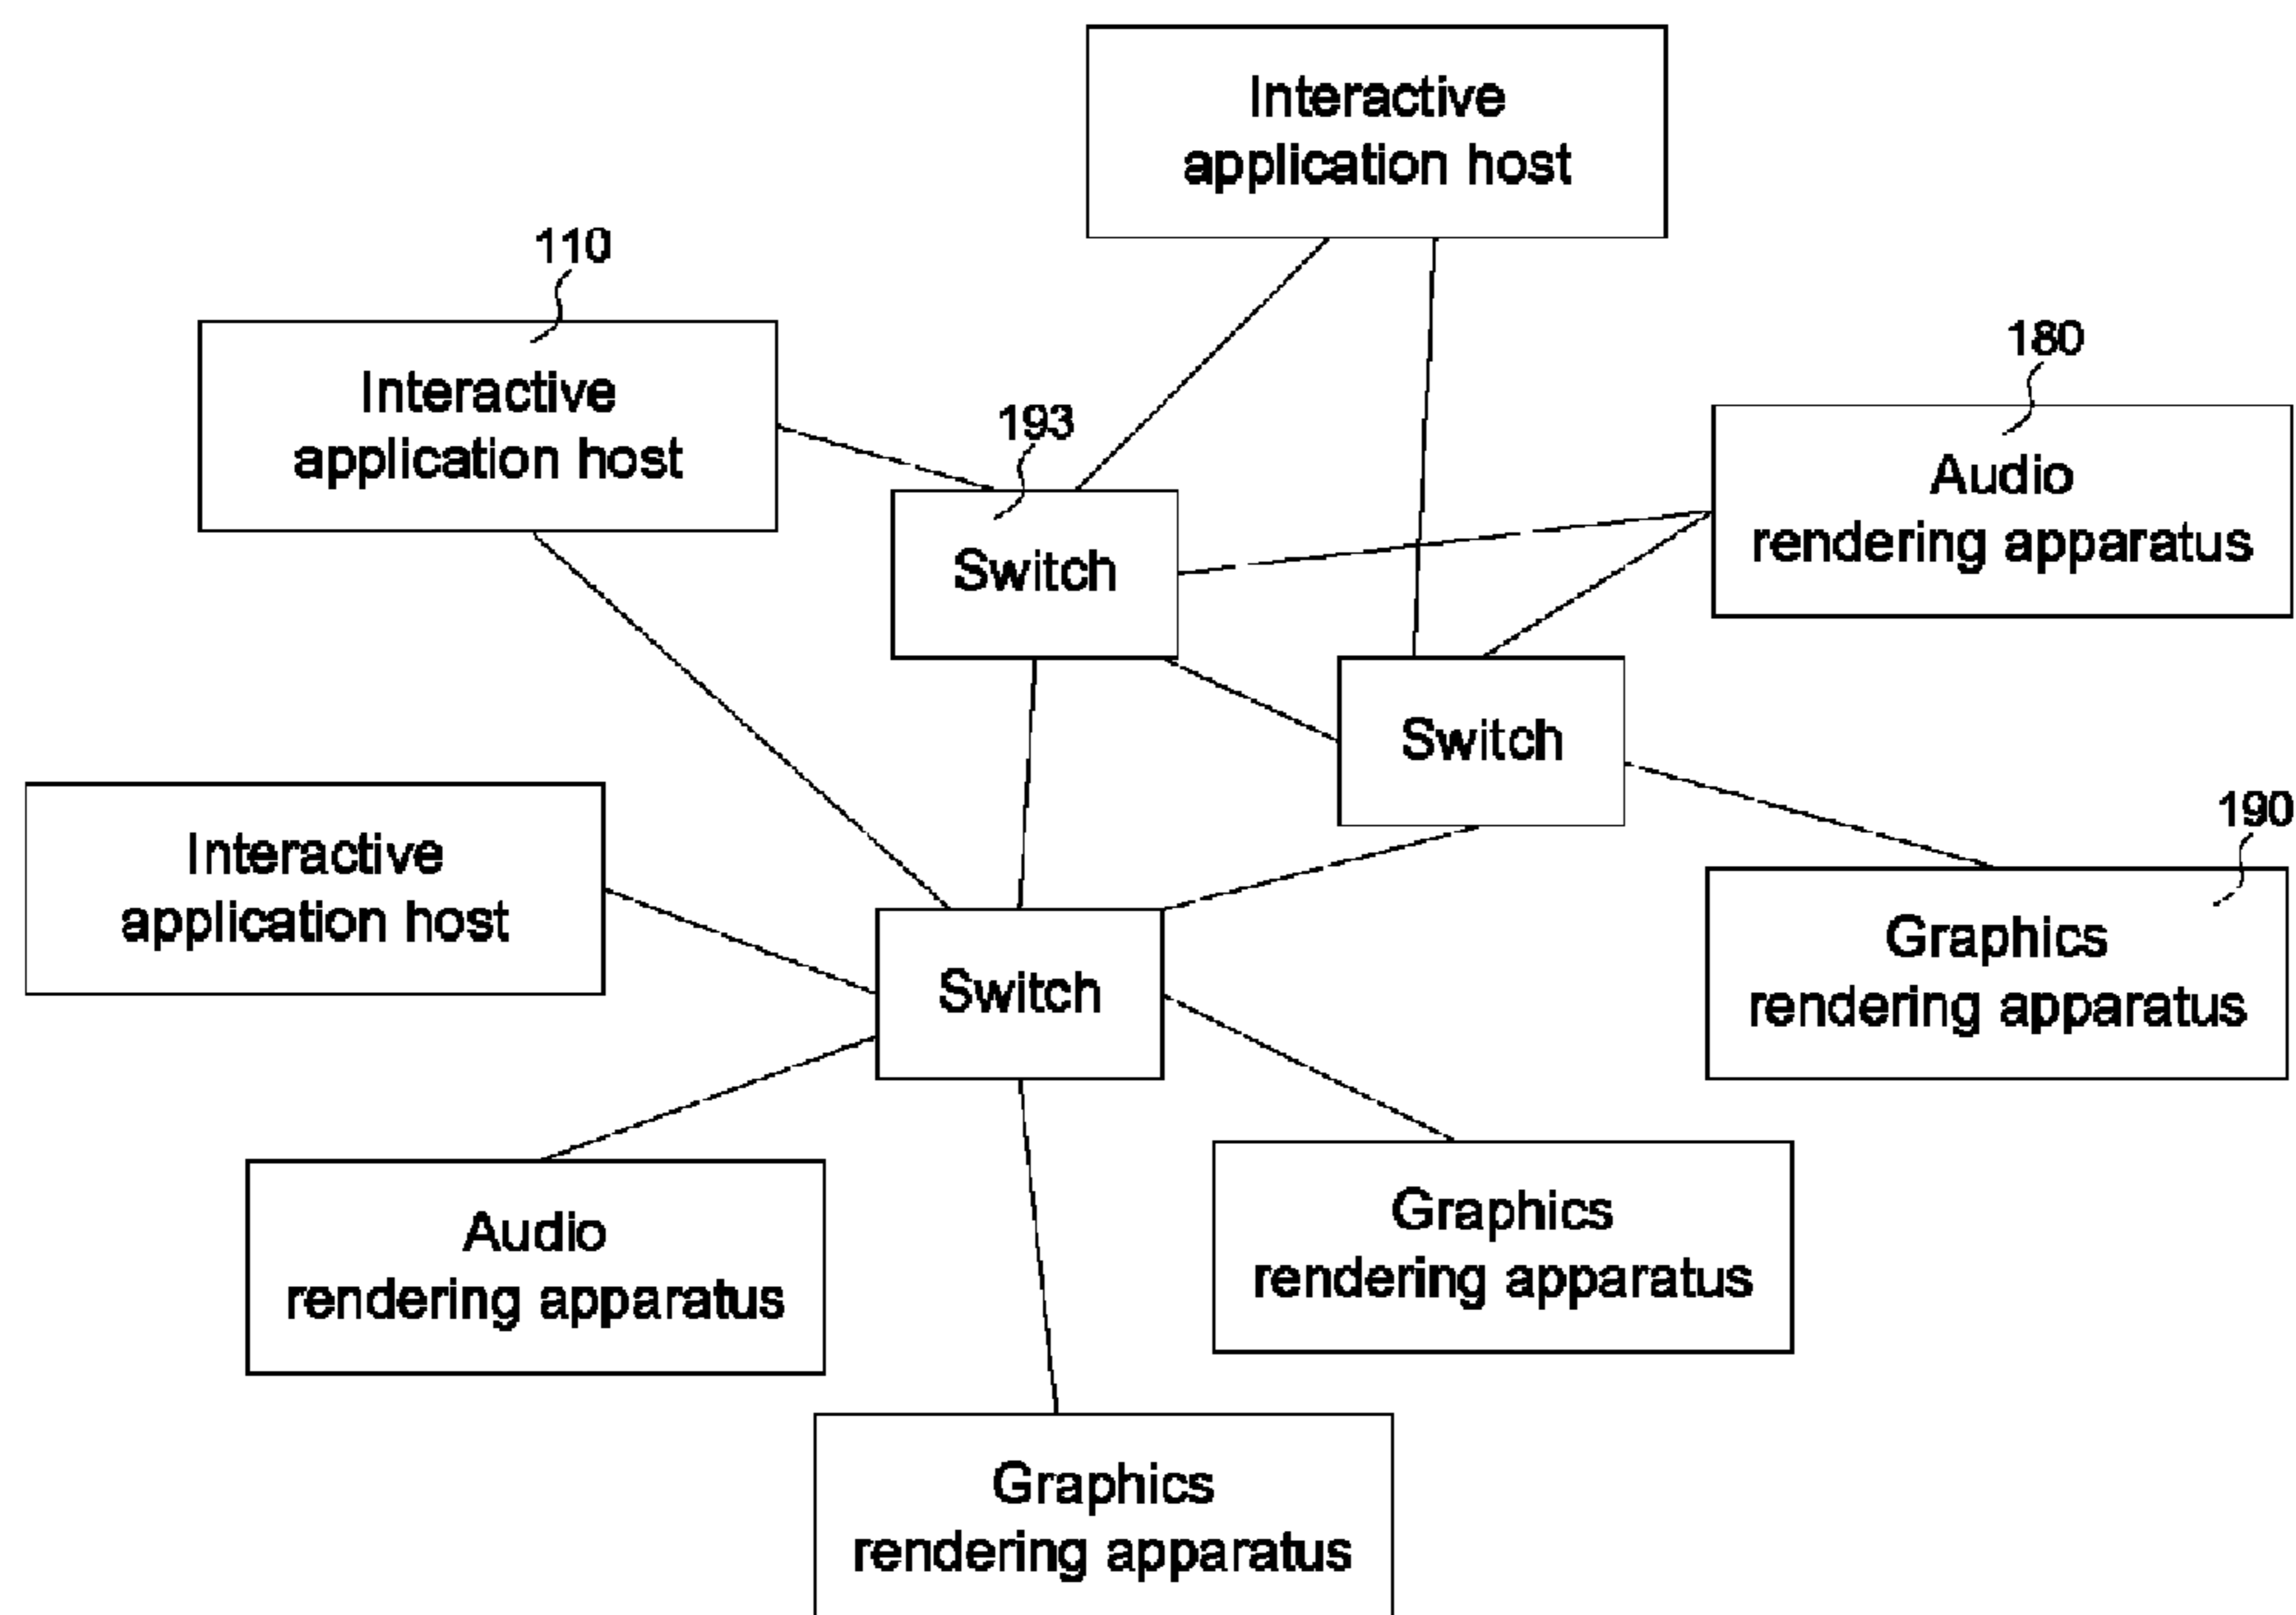 Interactive
application host
110
Interactive
application host
180
Audio
rendering apparatus
193
Switch
Switch
190
Graphics
rendering apparatus
Interactive
application host
Switch
Audio
rendering apparatus
Graphics
rendering apparatus
Graphics
rendering apparatus